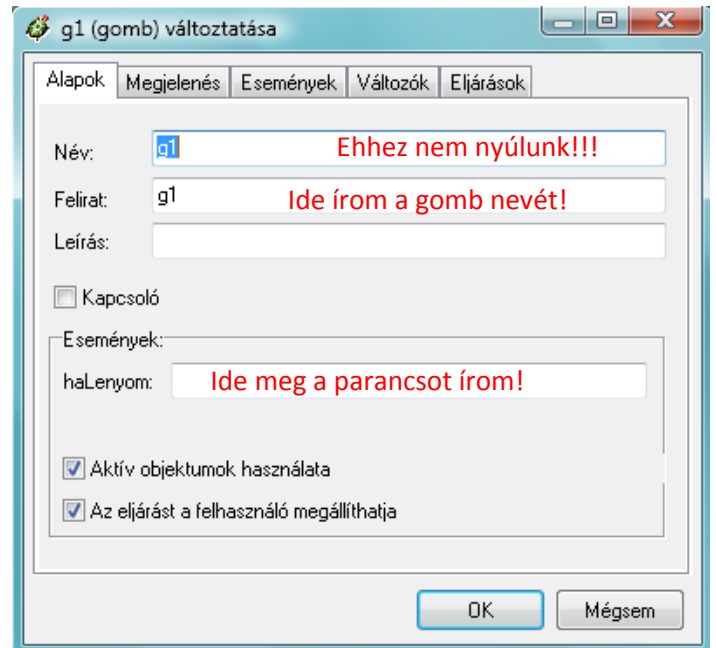 g1 (gomb) változtatása
Alapok Megjelenés Események Változók Eljárások
Név: g1 Ehhez nem nyúlunk!!!
Felirat: g1 Ide írom a gomb nevét!
Leírás:
Kapcsoló
Események:
haLenyom: Ide meg a parancsot írom!
Aktív objektumok használata
Az eljárást a felhasználó megállíthatja
OK Mégsem